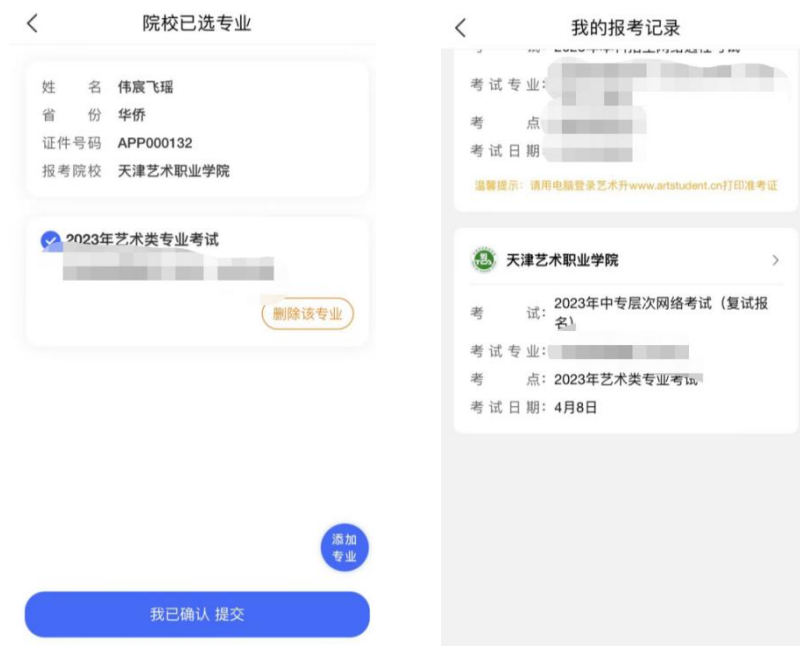 院校已选专业
姓名 伟宸飞瑶
省份 华侨
证件号码 APP000132
报考院校 天津艺术职业学院
2023年艺术类专业考试
删除该专业
添加
专业
我已确认 提交
我的报考记录
考试专业:
考点
考试日期
温馨提示：请用电脑登录艺术升www.artstudent.cn打印准考证
天津艺术职业学院
考试: 2023年中专层次网络考试（复试报
名）
考试专业:
考点: 2023年艺术类专业考试
考试日期: 4月8日